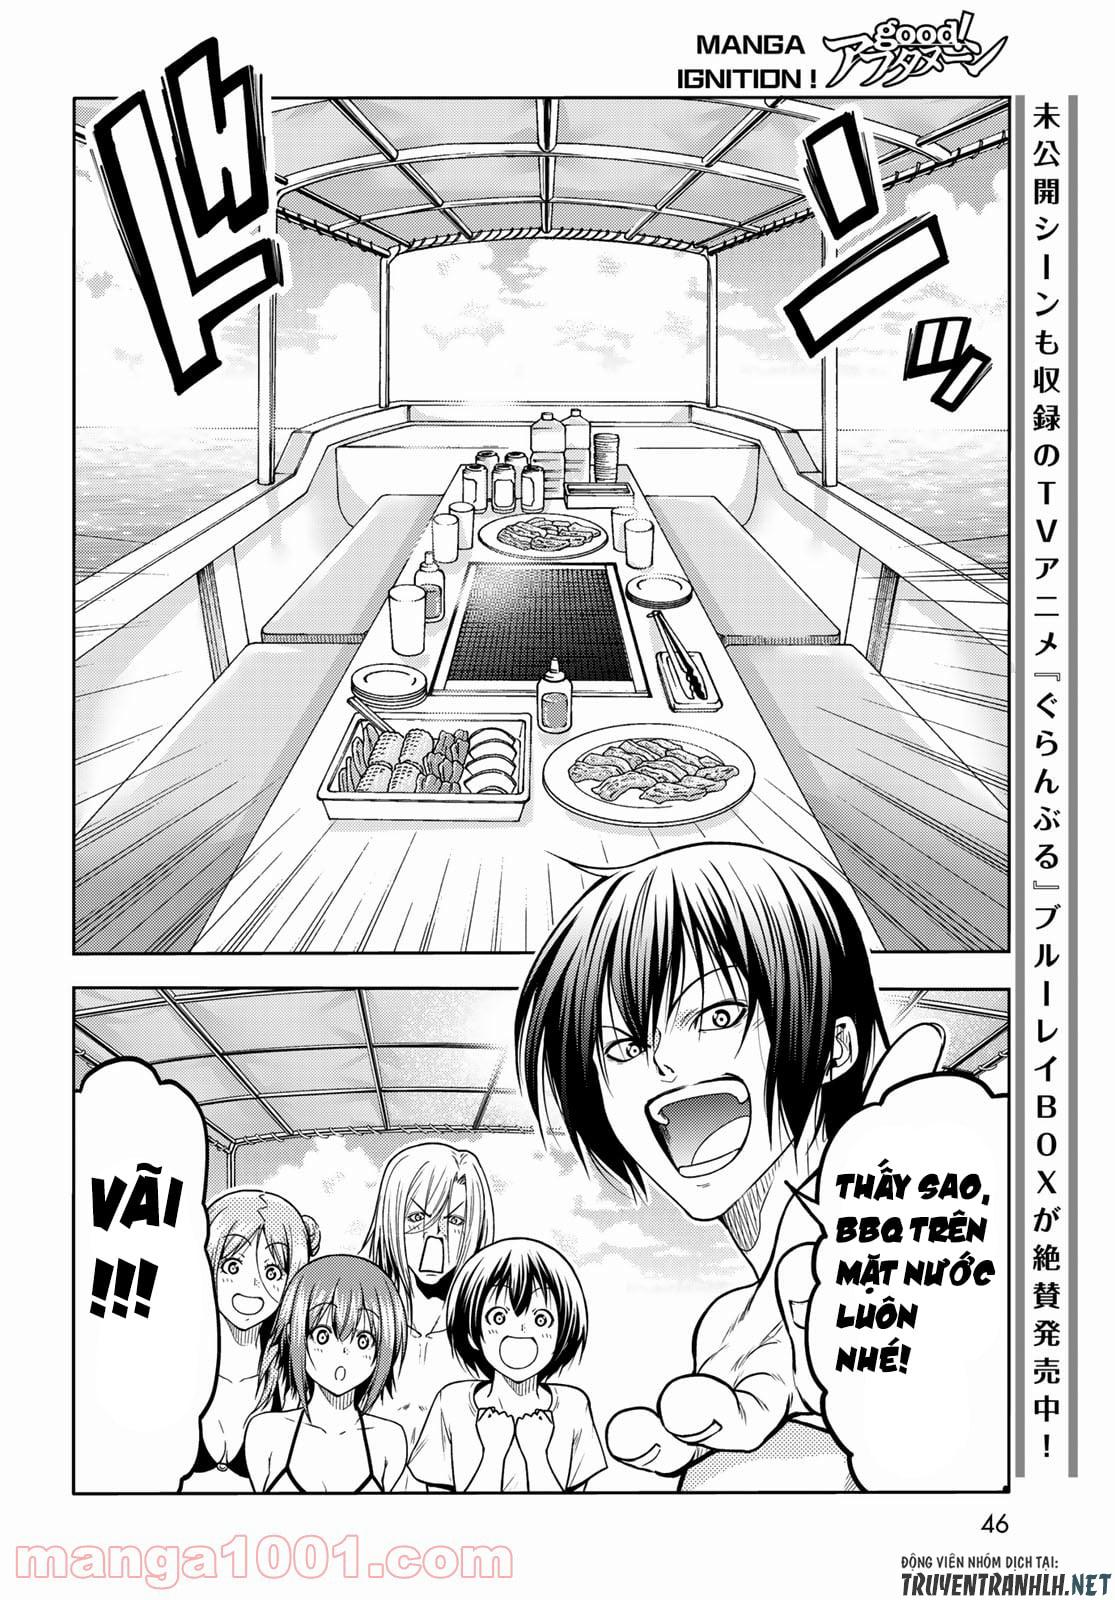 MANGA
IGNITION !
good!
アフタヌーン
未公開シーンも収録のTVアニメ『ぐらんぶる』ブルーレイBOXが絶賛発売中！
ドドン
ンッ
THẤY SAO,
BBQ TRÊN
MẶT NƯỚC
LUÔN
NHÉ!
VÃI
!!!
46
manga1001.com
ĐỘNG VIÊN NHÓM DỊCH TẠI:
TRUYENTRANHLH.NET